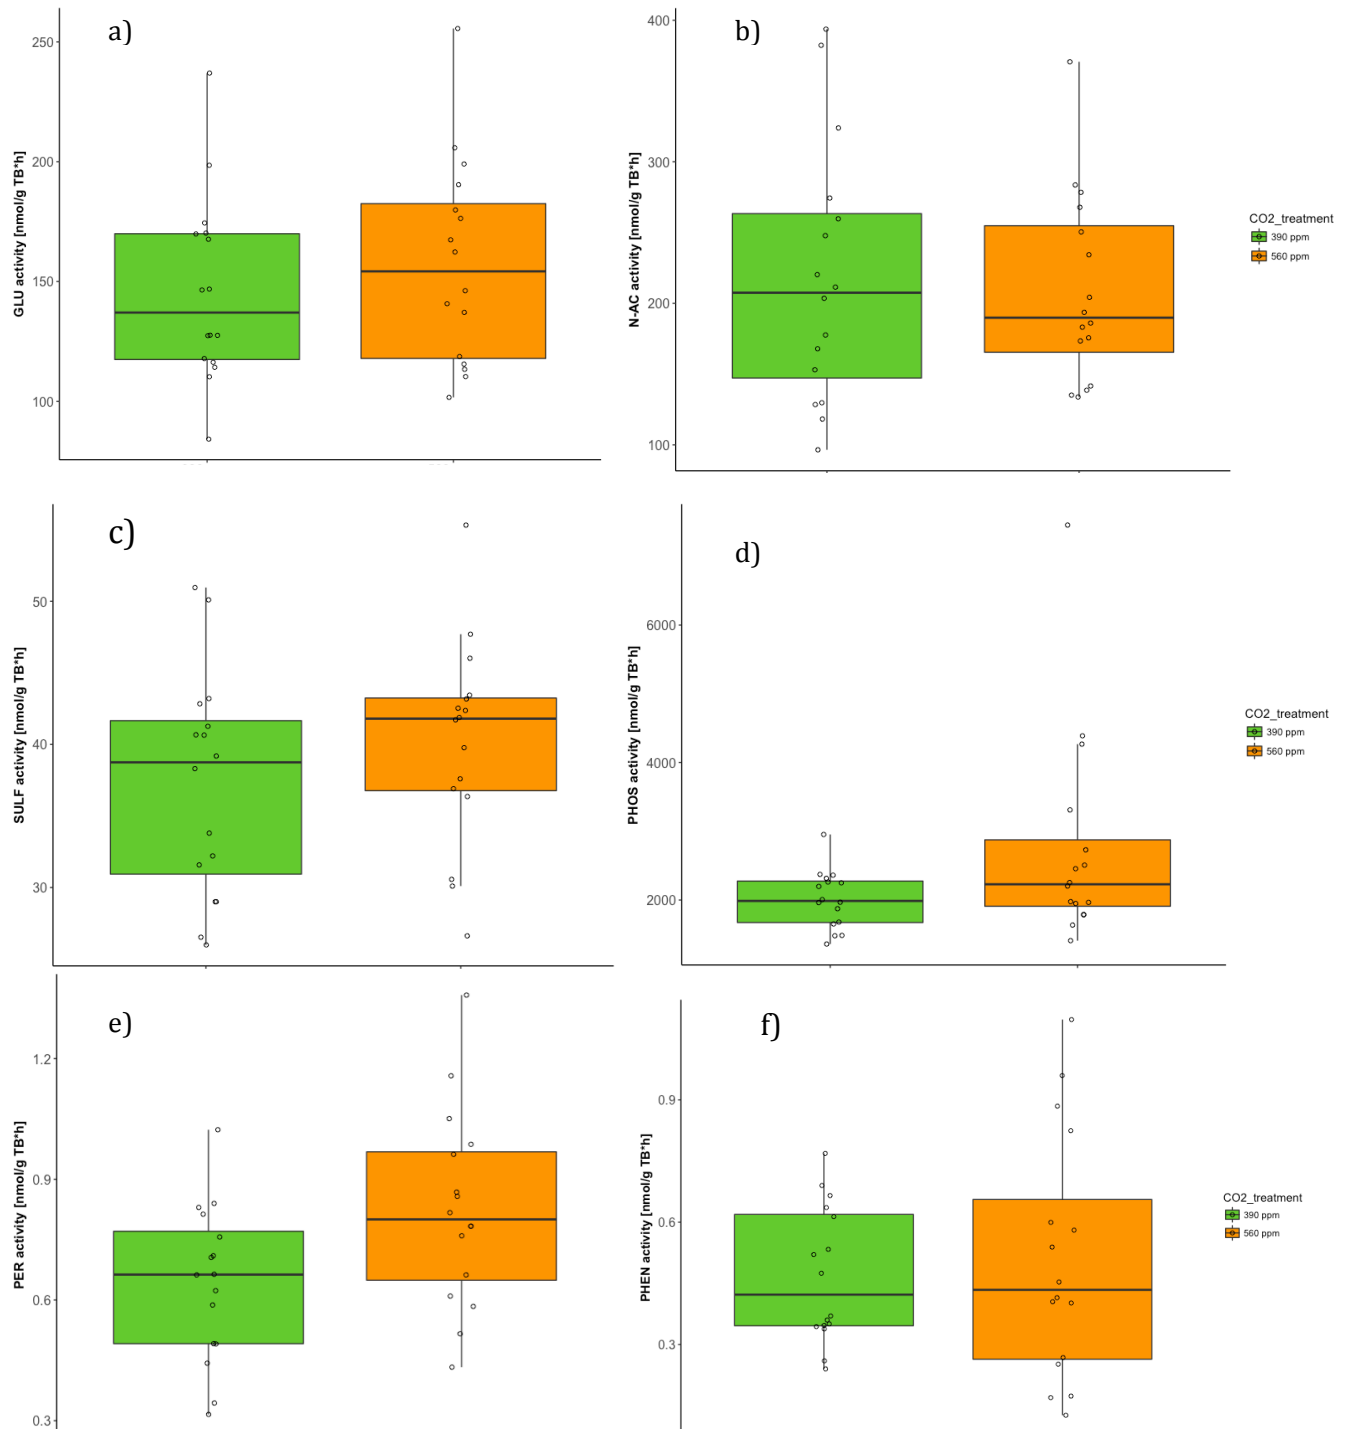 a)
250
200
150
100
GLU activity [nmol/g TB*h]
b)
400
300
200
100
N-AC activity [nmol/g TB*h]
CO2_treatment
390 ppm
560 ppm
c)
50
40
30
SULF activity [nmol/g TB*h]
d)
6000
4000
2000
PHOS activity [nmol/g TB*h]
CO2_treatment
390 ppm
560 ppm
e)
1.2
0.9
0.6
0.3
PER activity [nmol/g TB*h]
f)
0.9
0.6
0.3
PHEN activity [nmol/g TB*h]
CO2_treatment
390 ppm
560 ppm